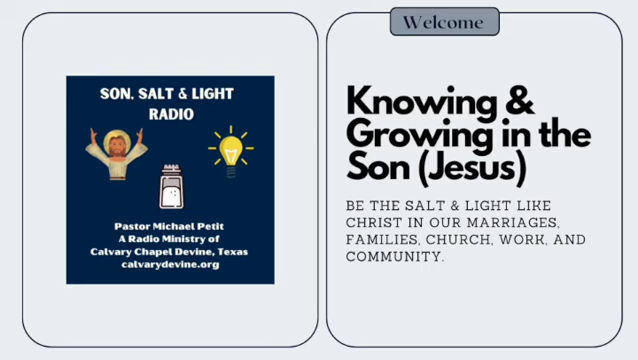 SON, SALT & LIGHT
RADIO
Pastor Michael Petit
A Radio Ministry of
Calvary Chapel Devine, Texas
calvarydevine.org
Welcome
Knowing &
Growing in the
Son (Jesus)
BE THE SALT & LIGHT LIKE
CHRIST IN OUR MARRIAGES,
FAMILIES, CHURCH, WORK, AND
COMMUNITY.